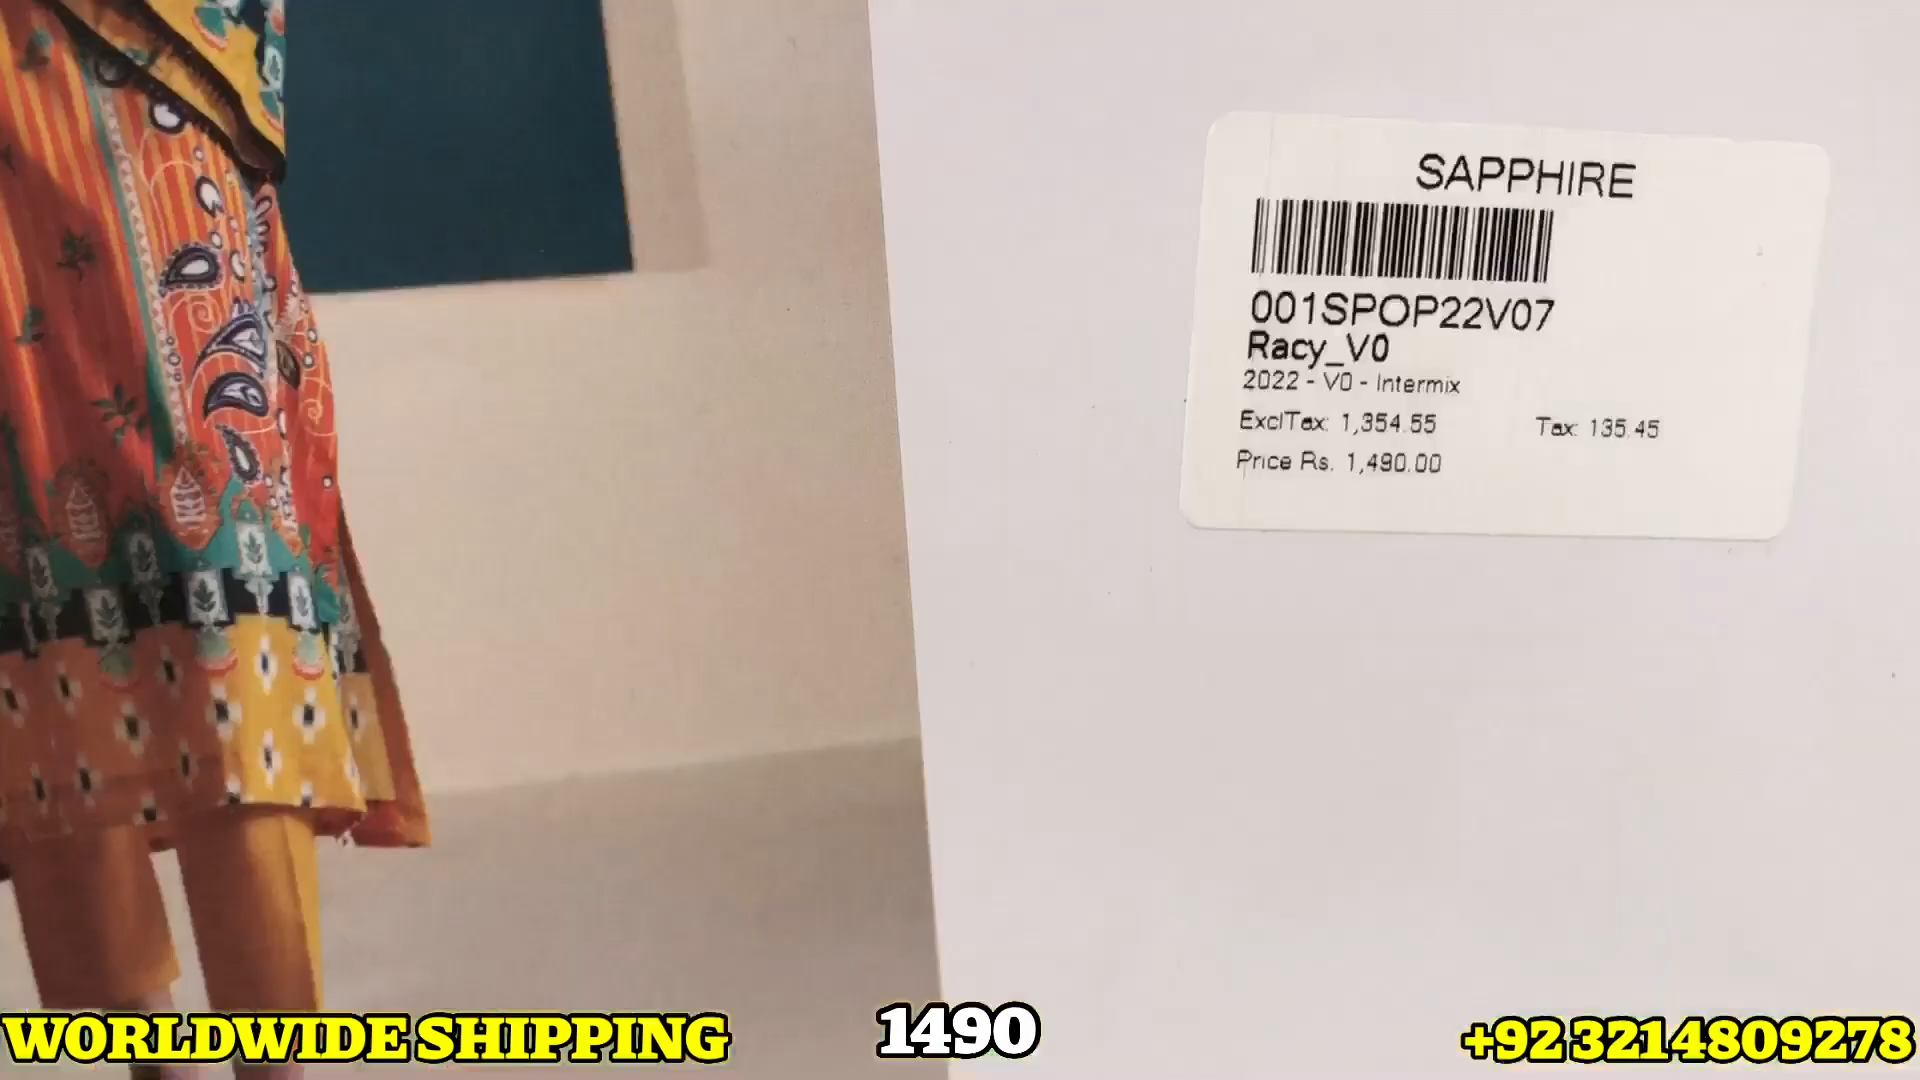 SAPPHIRE
001SPOP22V07
Racy_V0
2022 - V0 - Intermix
ExclTax: 1,354.55 Tax: 135.45
Price Rs. 1,490.00
WORLDWIDE SHIPPING
1490
+92 3214809278